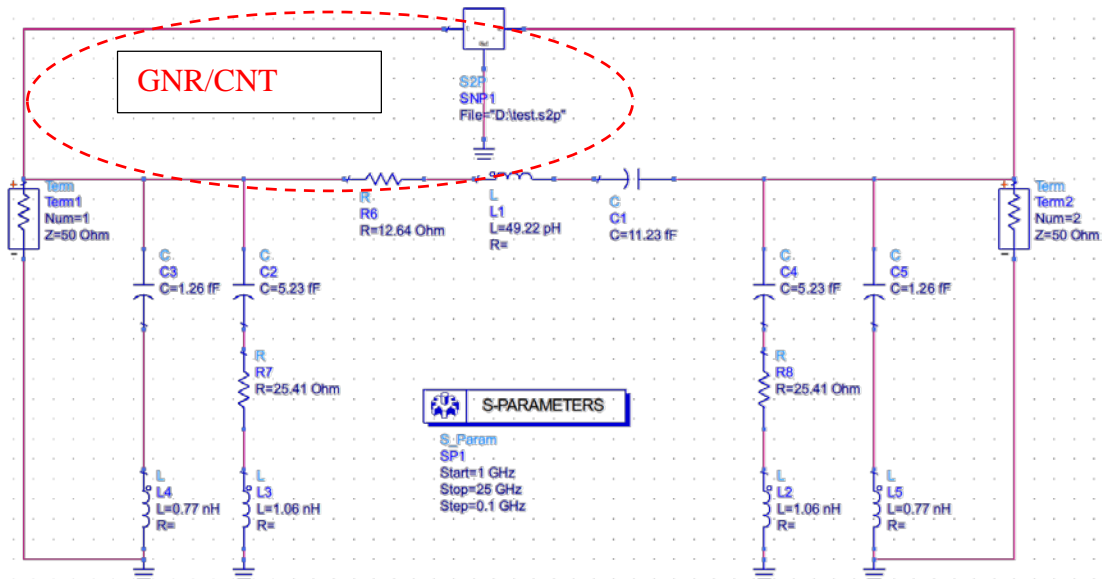 GNR/CNT
S2P
SNP1
File="D:\test.s2p"
Term
Term1
Num=1
Z=50 Ohm
R
R6
R=12.64 Ohm
L
L1
L=49.22 pH
R=
C
C1
C=11.23 fF
Term
Term2
Num=2
Z=50 Ohm
C
C3
C=1.26 fF
C
C2
C=5.23 fF
C
C4
C=5.23 fF
C
C5
C=1.26 fF
R
R7
R=25.41 Ohm
R
R8
R=25.41 Ohm
S-PARAMETERS
S_Param
SP1
Start=1 GHz
Stop=25 GHz
Step=0.1 GHz
L
L4
L=0.77 nH
R=
L
L3
L=1.06 nH
R=
L
L2
L=1.06 nH
R=
L
L5
L=0.77 nH
R=